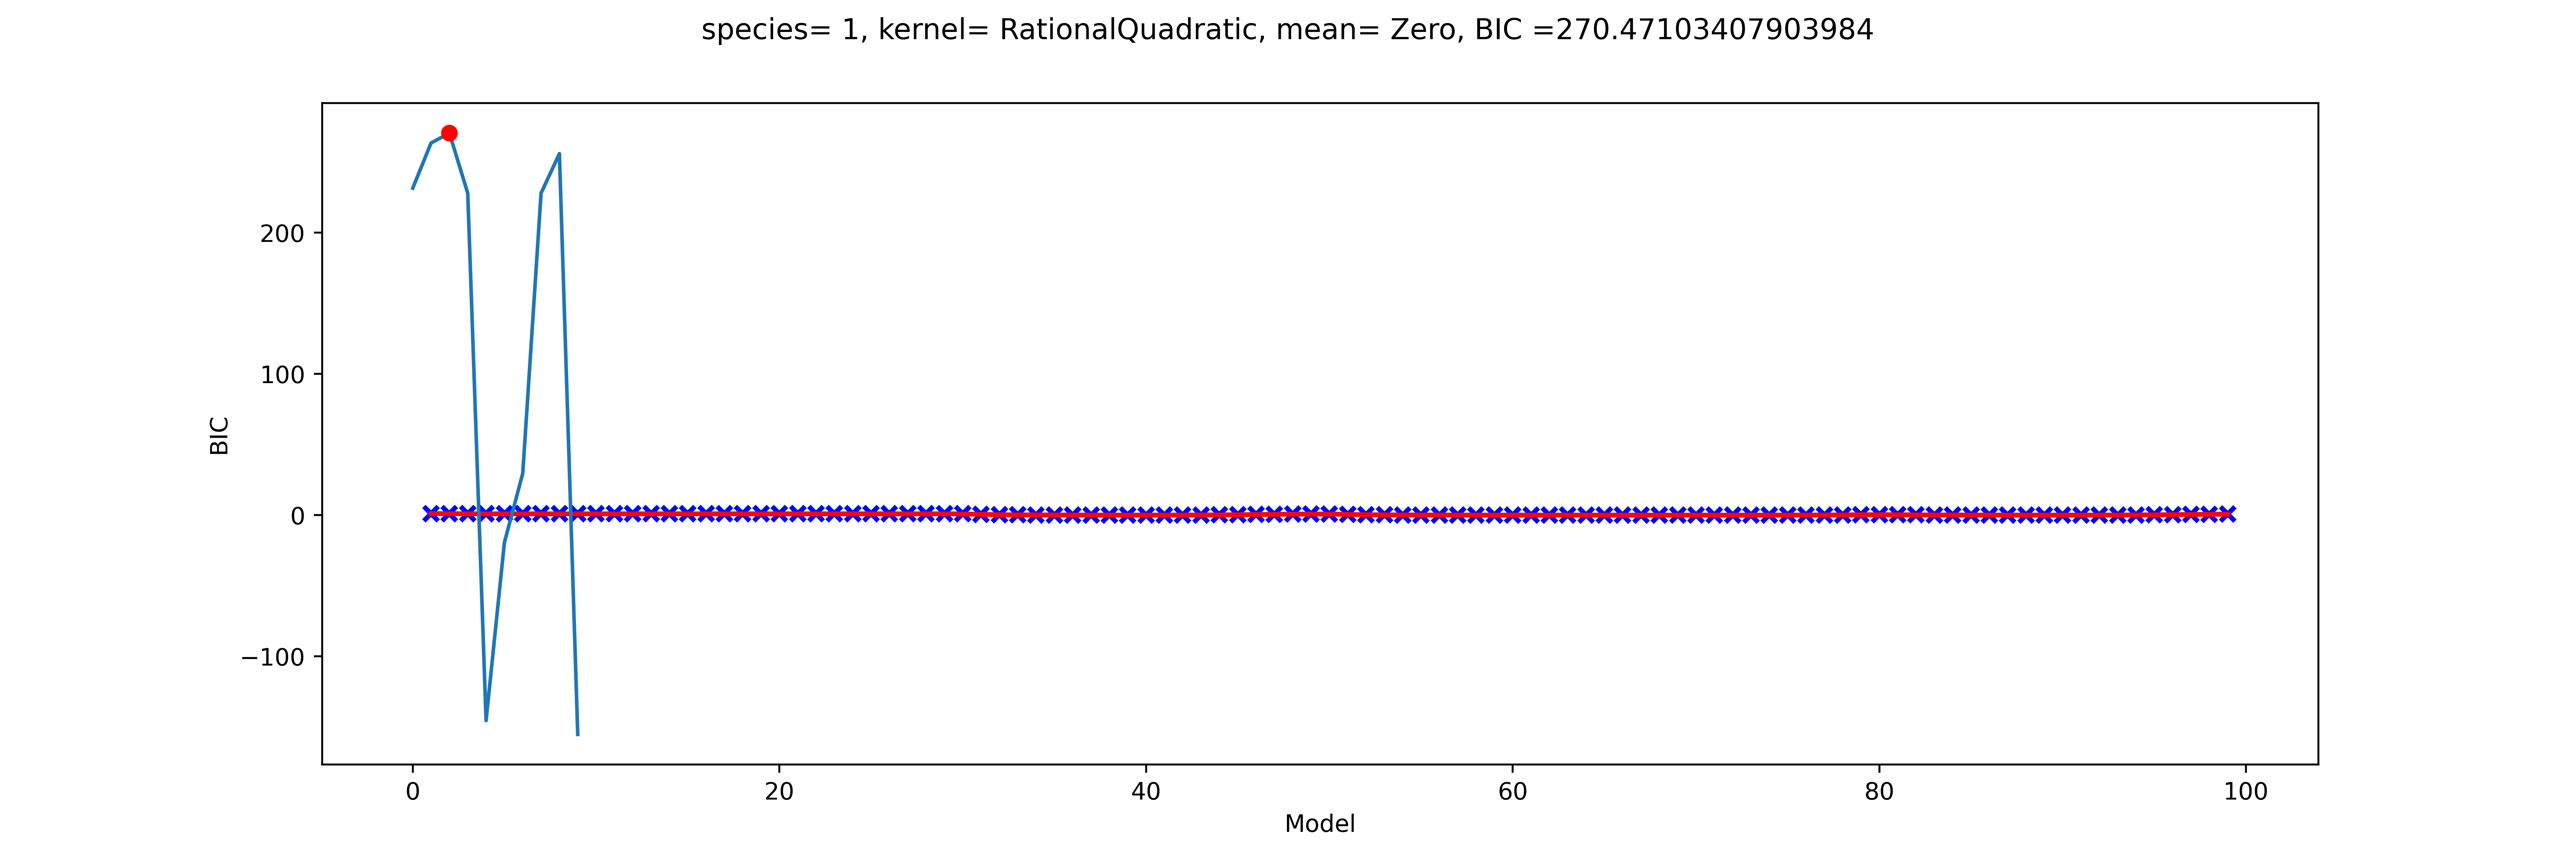 species= 1, kernel= RationalQuadratic, mean= Zero, BIC =270.47103407903984
BIC
200
100
0
−100
0 20 40 60 80 100
Model